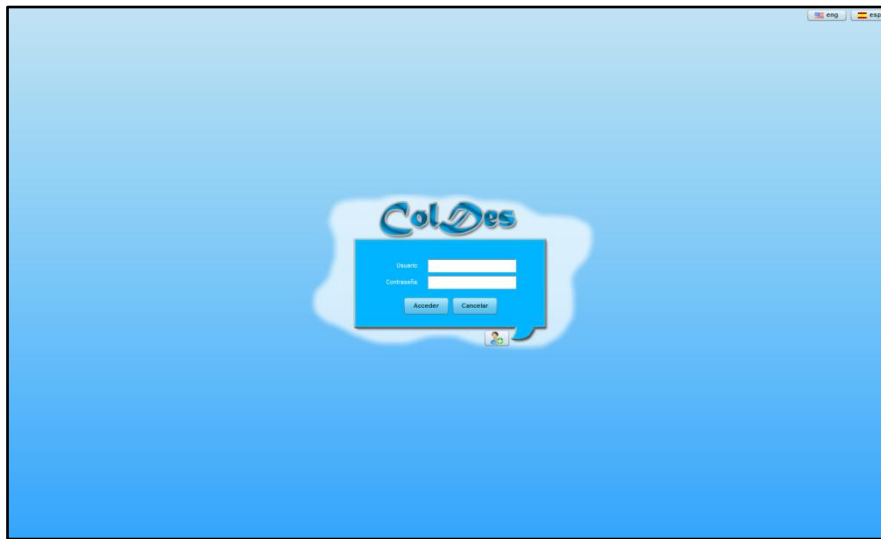 eng esp
ColDes
Usuario
Contraseña
Acceder Cancelar